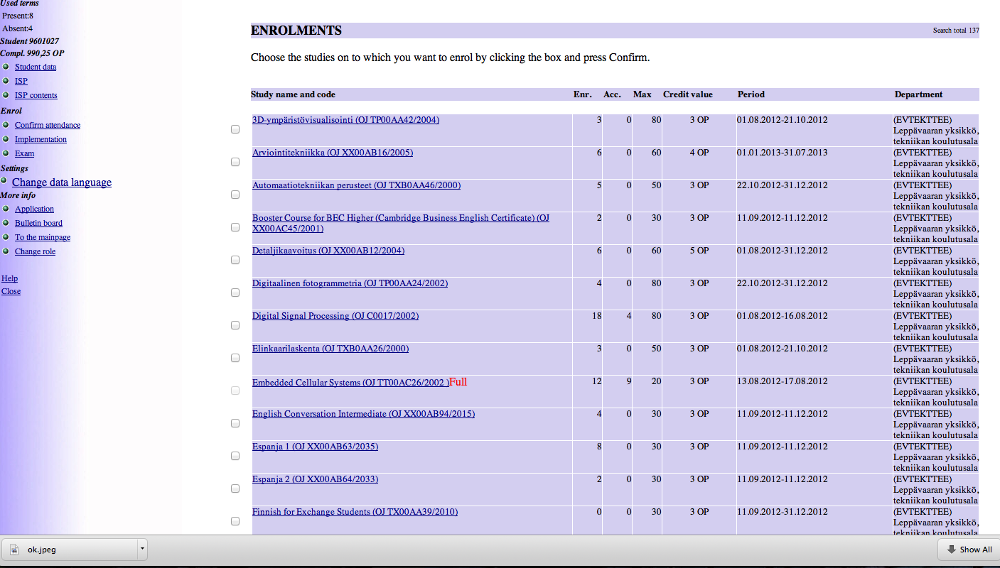 Used terms
Present:8
Absent:4
Student 9601027
Compl. 990,25 OP
Student data
ISP
ISP contents
Enrol
Confirm attendance
Implementation
Exam
Settings
Change data language
More info
Application
Bulletin board
To the mainpage
Change role
Help
Close
ENROLMENTS Search total 137
Choose the studies on to which you want to enrol by clicking the box and press Confirm.
Study name and code Enr. Acc. Max Credit value Period Department
3D-ympäristövisualisointi (OJ TP00AA42/2004) 3 0 80 3 OP 01.08.2012-21.10.2012 (EVTEKTTEE)
Leppävaaran yksikkö,
tekniikan koulutusala
Arviointitekniikka (OJ XX00AB16/2005) 6 0 60 4 OP 01.01.2013-31.07.2013 (EVTEKTTEE)
Leppävaaran yksikkö,
tekniikan koulutusala
Automaatiotekniikan perusteet (OJ TXB0AA46/2000) 5 0 50 3 OP 22.10.2012-31.12.2012 (EVTEKTTEE)
Leppävaaran yksikkö,
tekniikan koulutusala
Booster Course for BEC Higher (Cambridge Business English Certificate) (OJ 2 0 30 3 OP 11.09.2012-11.12.2012 (EVTEKTTEE)
XX00AC45/2001) Leppävaaran yksikkö,
tekniikan koulutusala
Detaljikaavoitus (OJ XX00AB12/2004) 6 0 60 5 OP 01.08.2012-31.12.2012 (EVTEKTTEE)
Leppävaaran yksikkö,
tekniikan koulutusala
Digitaalinen fotogrammetria (OJ TP00AA24/2002) 4 0 80 3 OP 22.10.2012-31.12.2012 (EVTEKTTEE)
Leppävaaran yksikkö,
tekniikan koulutusala
Digital Signal Processing (OJ C0017/2002) 18 4 80 3 OP 01.08.2012-16.08.2012 (EVTEKTTEE)
Leppävaaran yksikkö,
tekniikan koulutusala
Elinkaarilaskenta (OJ TXB0AA26/2000) 3 0 50 3 OP 01.08.2012-21.10.2012 (EVTEKTTEE)
Leppävaaran yksikkö,
tekniikan koulutusala
Embedded Cellular Systems (OJ TT00AC26/2002 )Full 12 9 20 3 OP 13.08.2012-17.08.2012 (EVTEKTTEE)
Leppävaaran yksikkö,
tekniikan koulutusala
English Conversation Intermediate (OJ XX00AB94/2015) 4 0 30 3 OP 11.09.2012-11.12.2012 (EVTEKTTEE)
Leppävaaran yksikkö,
tekniikan koulutusala
Espanja 1 (OJ XX00AB63/2035) 8 0 30 3 OP 11.09.2012-11.12.2012 (EVTEKTTEE)
Leppävaaran yksikkö,
tekniikan koulutusala
Espanja 2 (OJ XX00AB64/2033) 2 0 30 3 OP 11.09.2012-11.12.2012 (EVTEKTTEE)
Leppävaaran yksikkö,
tekniikan koulutusala
Finnish for Exchange Students (OJ TX00AA39/2010) 0 0 30 3 OP 11.09.2012-31.12.2012 (EVTEKTTEE)
Leppävaaran yksikkö,
tekniikan koulutusala
ok.jpeg Show All